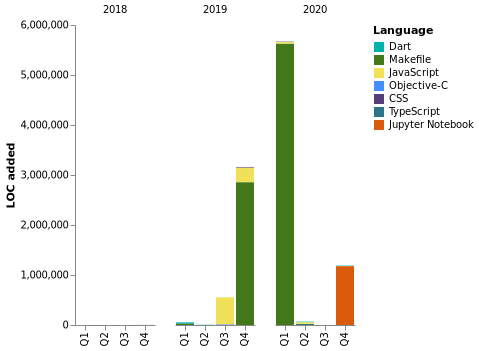 2018 2019 2020
LOC added
6,000,000
5,000,000
4,000,000
3,000,000
2,000,000
1,000,000
0
Q1 Q2 Q3 Q4 Q1 Q2 Q3 Q4 Q1 Q2 Q3 Q4
Language
Dart
Makefile
JavaScript
Objective-C
CSS
TypeScript
Jupyter Notebook